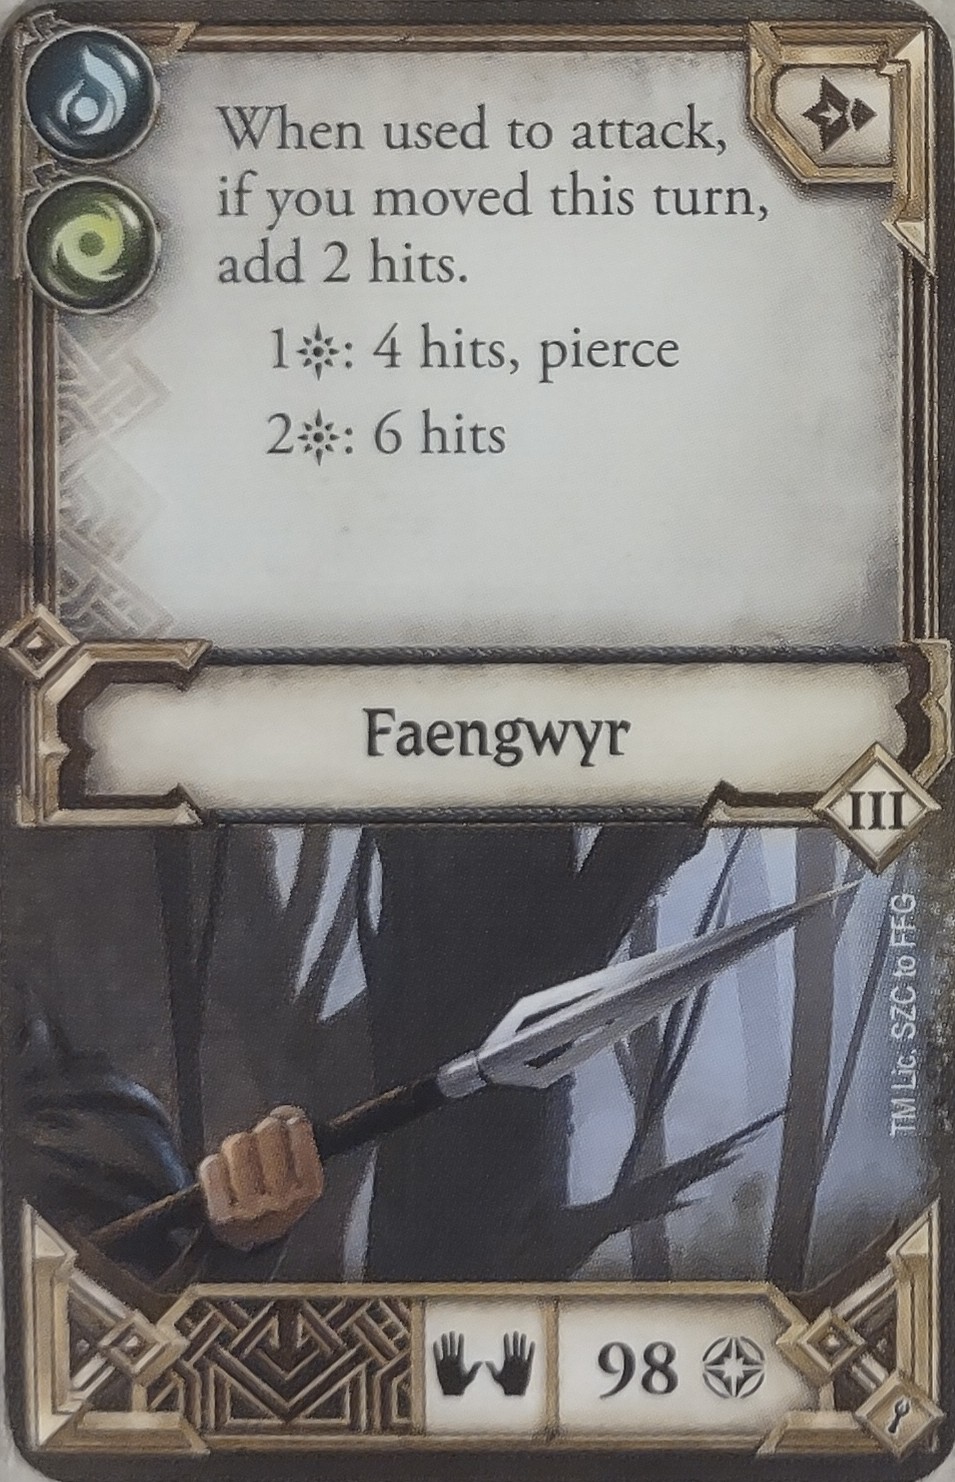 When used to attack,
if you moved this turn,
add 2 hits.
1☀: 4 hits, pierce
2☀: 6 hits
Faengwyr
III
TM Lic. SZC to FFG
98